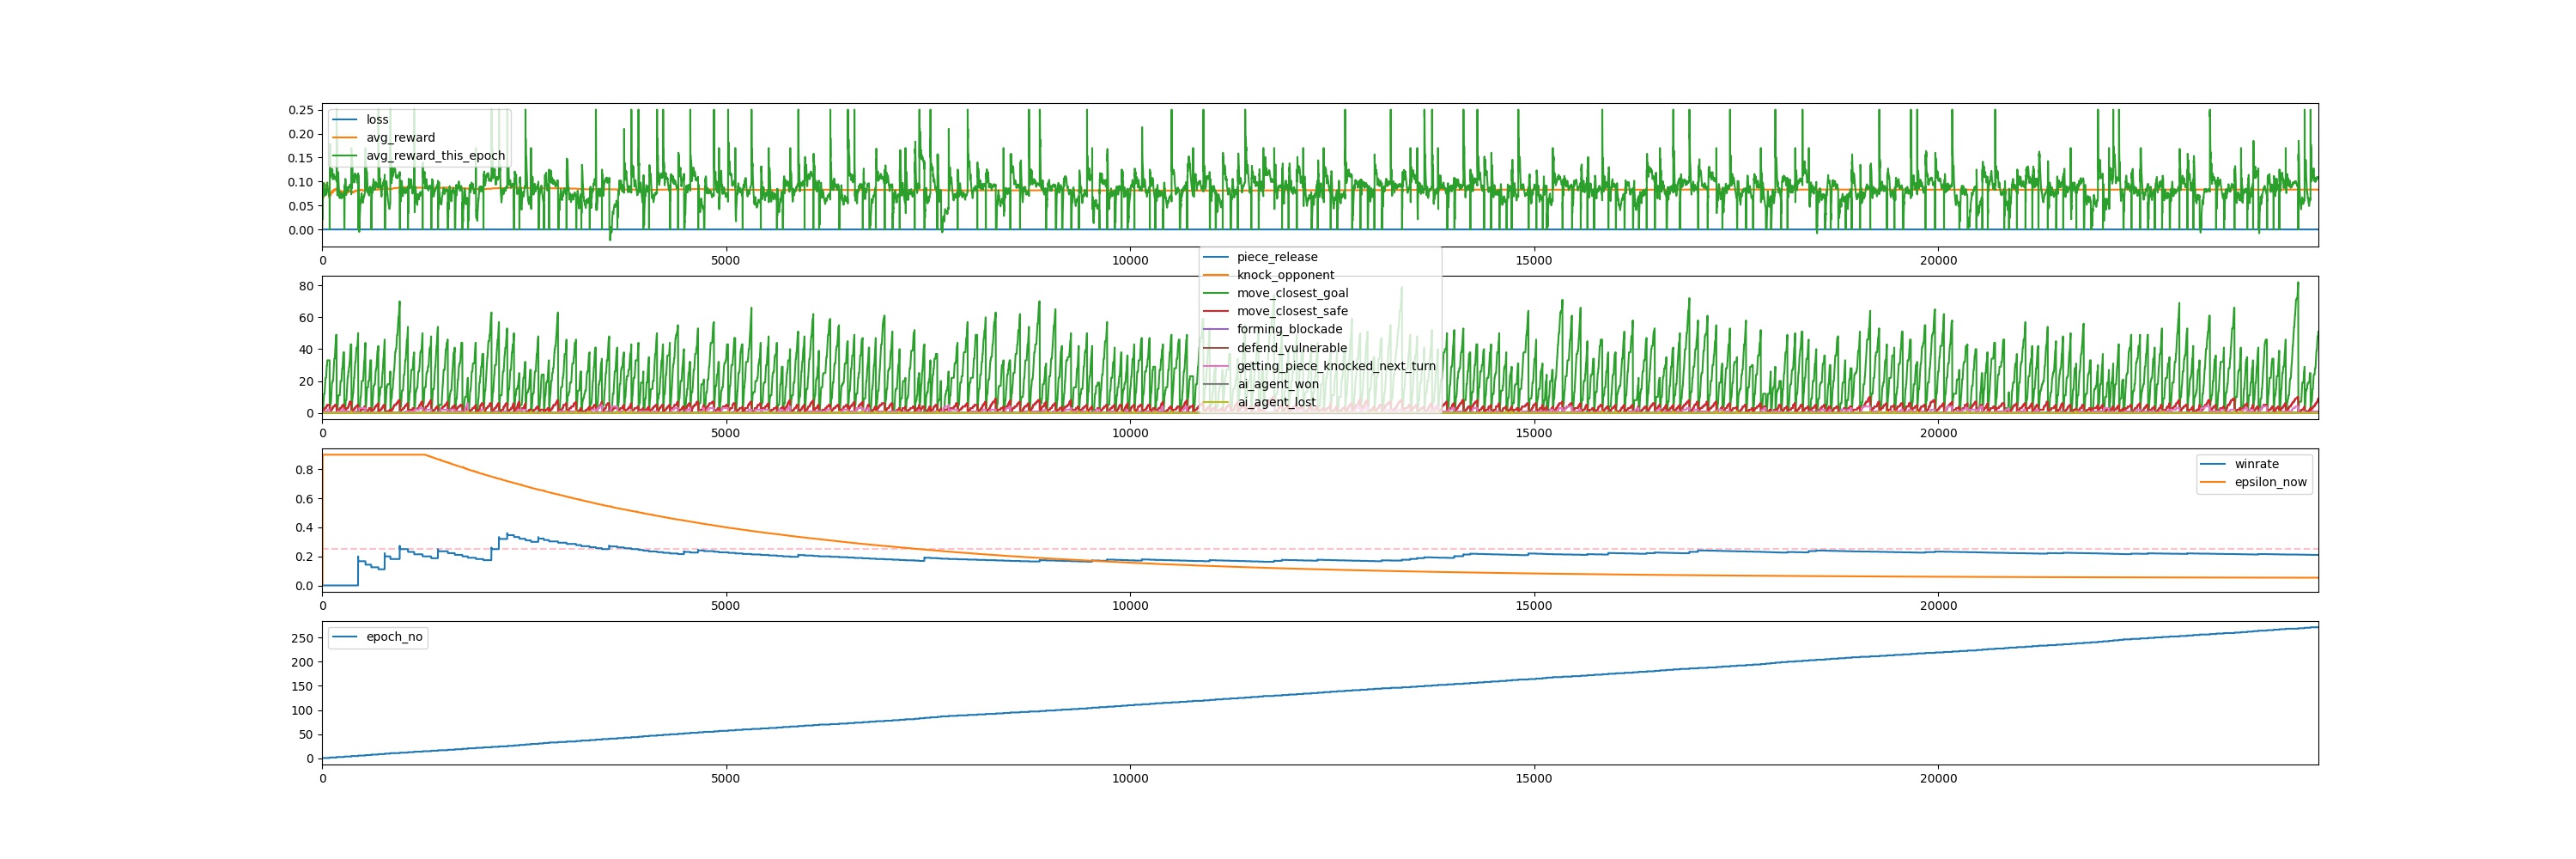 0.25
0.20
0.15
0.10
0.05
0.00
loss
avg_reward
avg_reward_this_epoch
0 5000 10000 15000 20000
80
60
40
20
0
piece_release
knock_opponent
move_closest_goal
move_closest_safe
forming_blockade
defend_vulnerable
getting_piece_knocked_next_turn
ai_agent_won
ai_agent_lost
0 5000 10000 15000 20000
0.8
0.6
0.4
0.2
0.0
winrate
epsilon_now
0 5000 10000 15000 20000
250
200
150
100
50
0
epoch_no
0 5000 10000 15000 20000